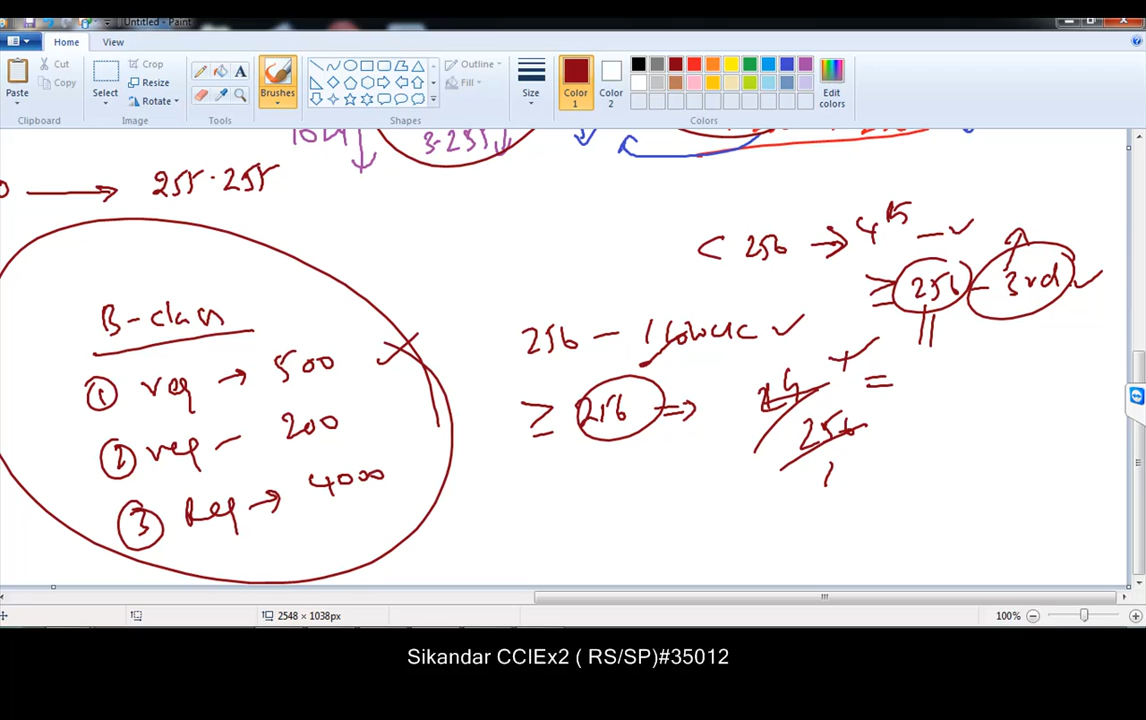 Untitled - Paint
Home View
Cut
Copy
Paste
Clipboard
Select
Crop
Resize
Rotate
Image
Tools
Brushes
Shapes
Outline
Fill
Size
Color 1
Color 2
Edit colors
Colors
3.255
255.255
< 256 → 4th - ✓
≥ 256 - 3rd ✓
B-class
① req → 500
② req - 200
③ Req → 4000
256 - 1 ✓
≥ 256 ⇒
256
2548 × 1038px
100%
Sikandar CCIEx2 ( RS/SP)#35012